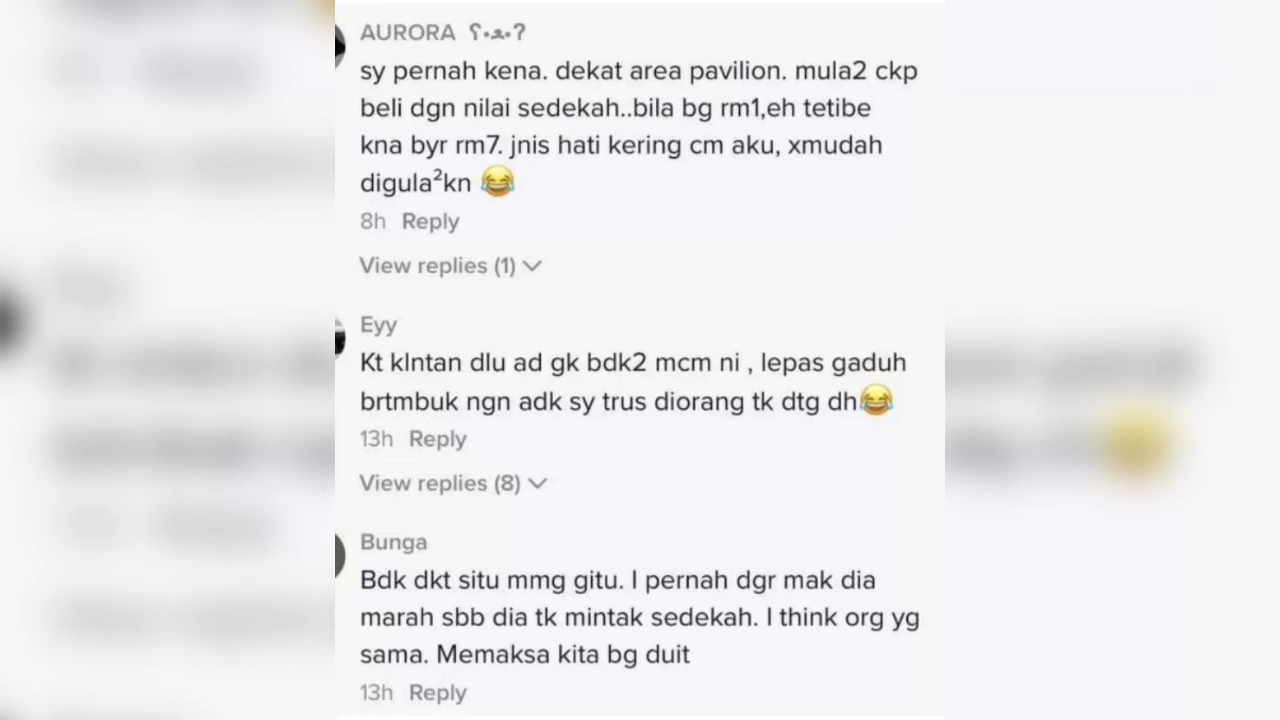 AURORA ʕ•ﻌ•ʔ
sy pernah kena. dekat area pavilion. mula2 ckp
beli dgn nilai sedekah..bila bg rm1,eh tetibe
kna byr rm7. jnis hati kering cm aku, xmudah
digula²kn 😂
8h Reply
View replies (1)
Eyy
Kt klntan dlu ad gk bdk2 mcm ni , lepas gaduh
brtmbuk ngn adk sy trus diorang tk dtg dh😂
13h Reply
View replies (8)
Bunga
Bdk dkt situ mmg gitu. I pernah dgr mak dia
marah sbb dia tk mintak sedekah. I think org yg
sama. Memaksa kita bg duit
13h Reply